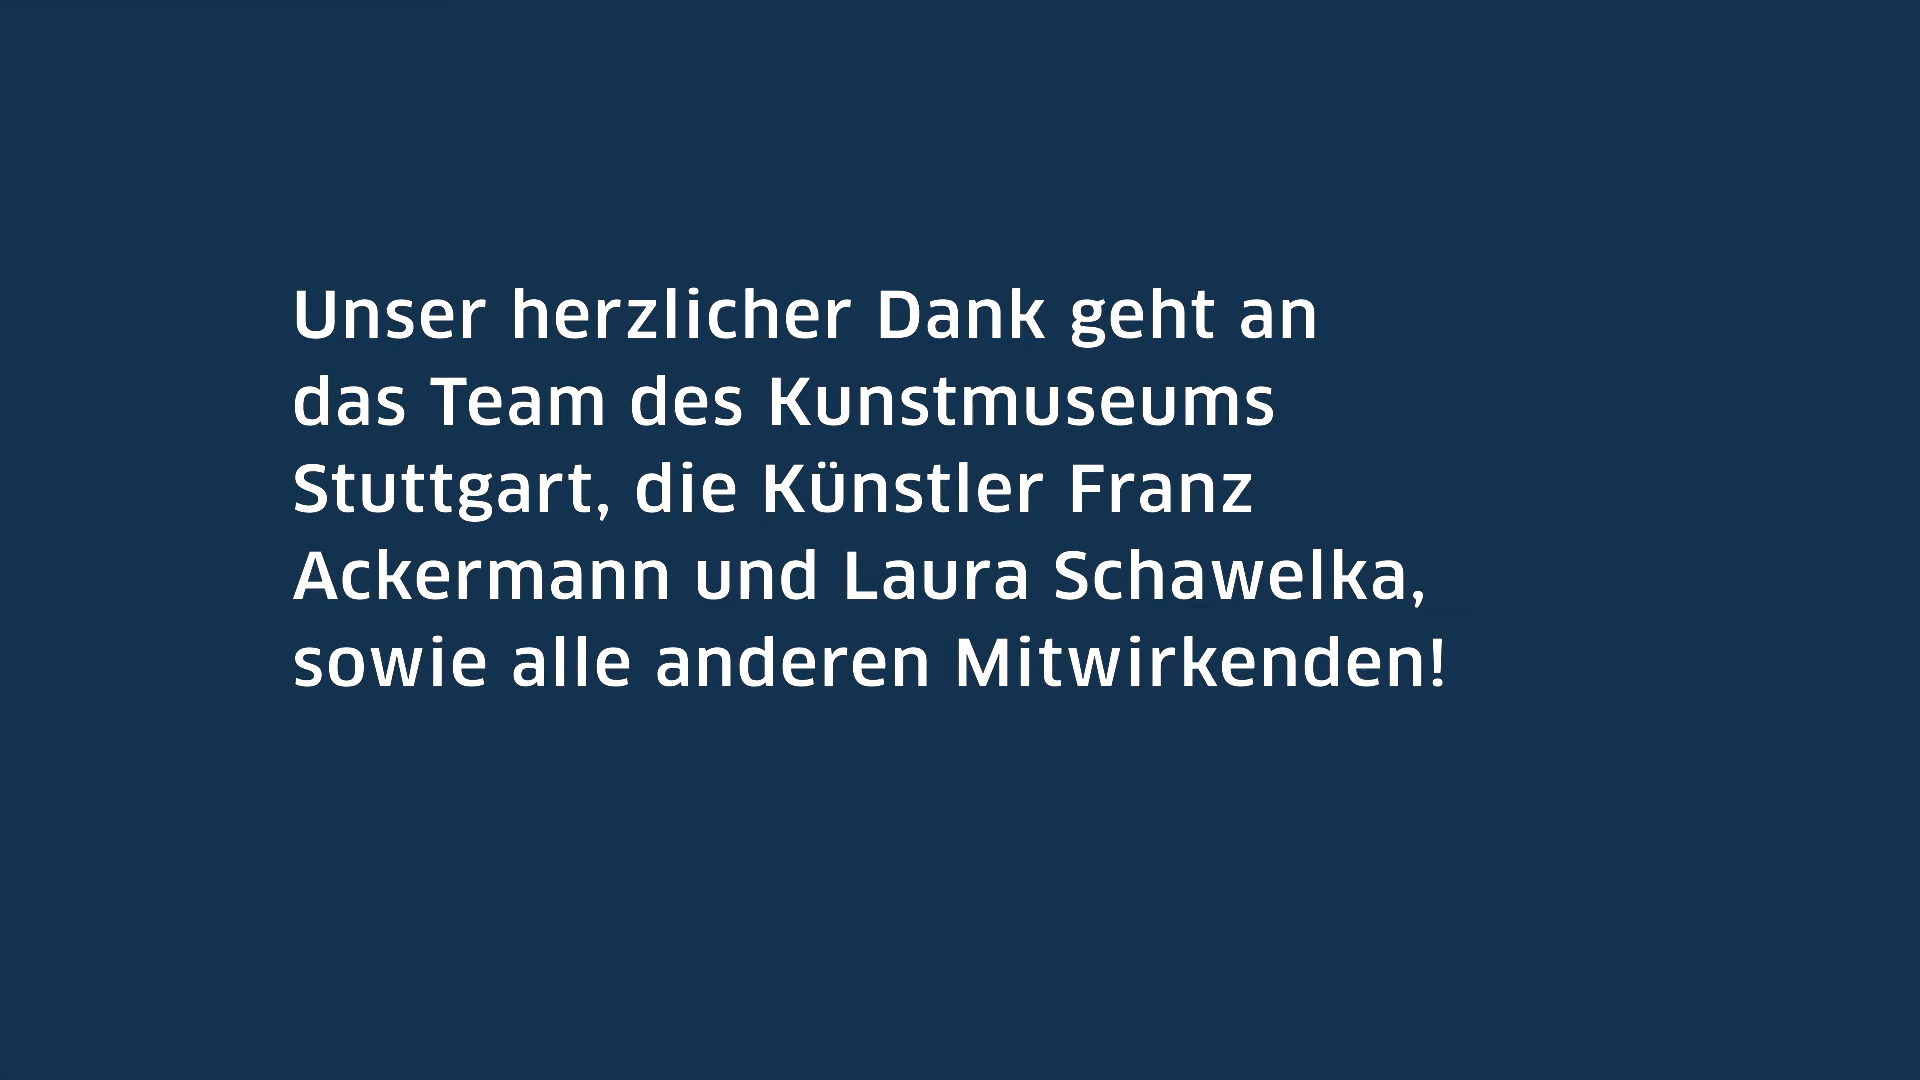 Unser herzlicher Dank geht an
das Team des Kunstmuseums
Stuttgart, die Künstler Franz
Ackermann und Laura Schawelka,
sowie alle anderen Mitwirkenden!